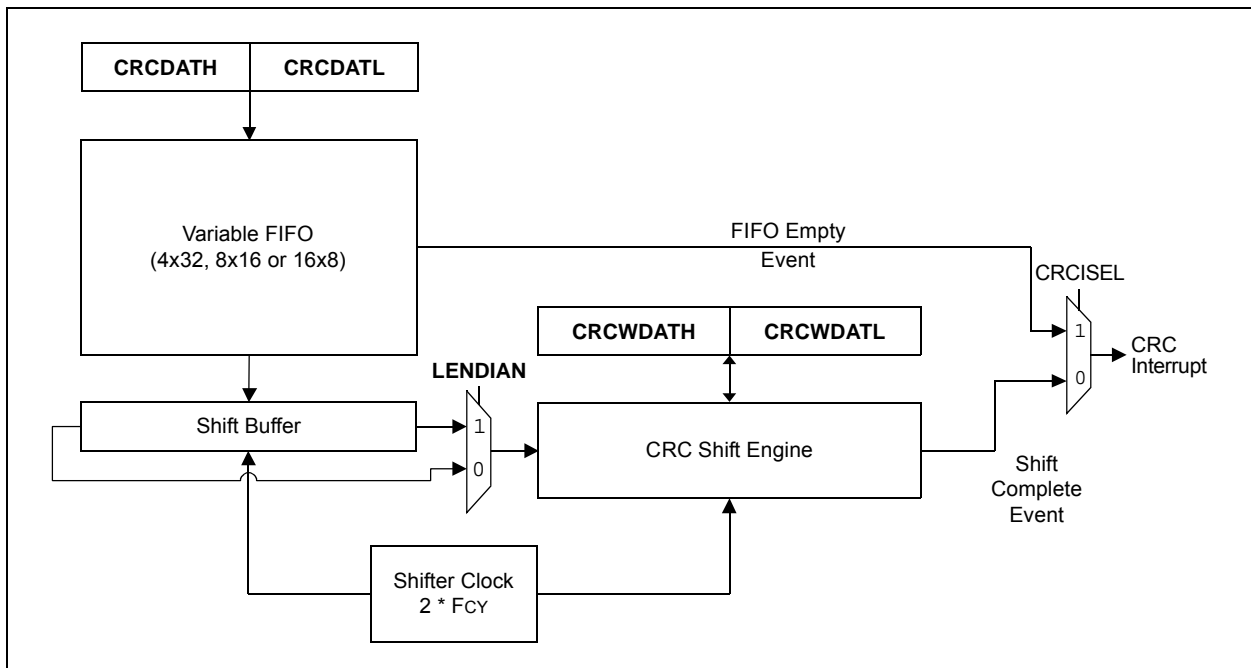 CRCDATH CRCDATL
Variable FIFO
(4x32, 8x16 or 16x8)
FIFO Empty
Event
CRCISEL
1
0
CRC
Interrupt
CRCWDATH CRCWDATL
LENDIAN
1
0
Shift Buffer
CRC Shift Engine
Shift
Complete
Event
Shifter Clock
2 * FCY